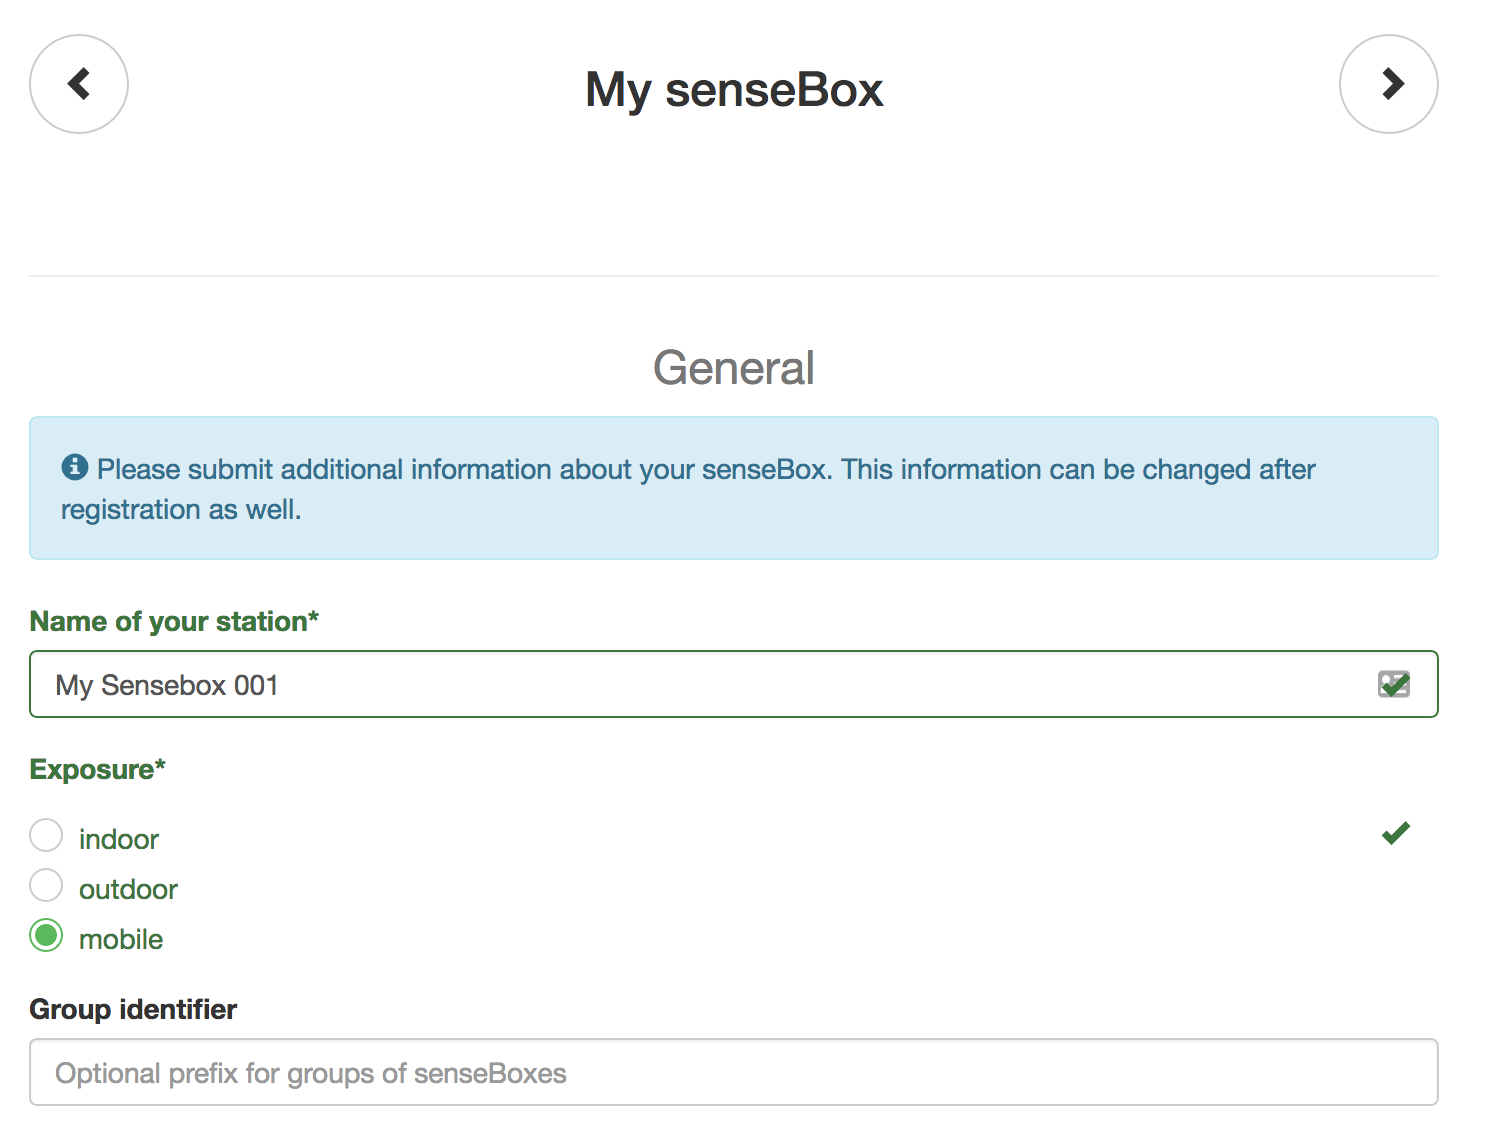 My senseBox
General
Please submit additional information about your senseBox. This information can be changed after
registration as well.
Name of your station*
My Sensebox 001
Exposure*
indoor
outdoor
mobile
Group identifier
Optional prefix for groups of senseBoxes